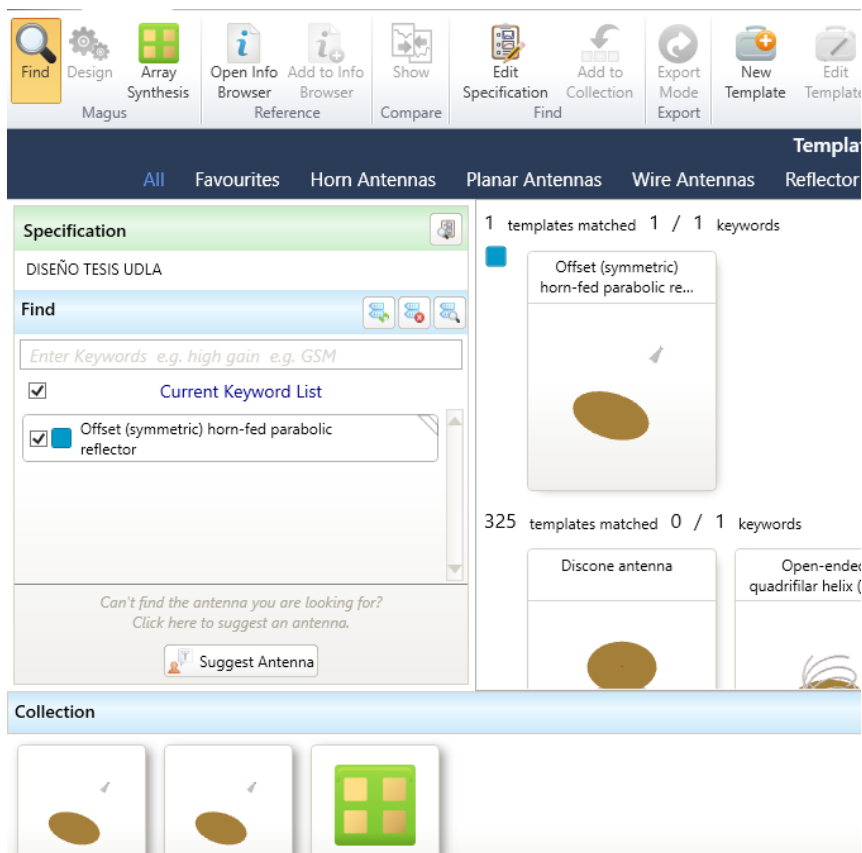 Find
Design
Array
Synthesis
Open Info
Browser
Add to Info
Browser
Show
Edit
Specification
Add to
Collection
Export
Mode
New
Template
Edit
Template
Magus
Reference
Compare
Find
Export
Templa
All Favourites Horn Antennas Planar Antennas Wire Antennas Reflector
Specification
DISEÑO TESIS UDLA
Find
Enter Keywords e.g. high gain e.g. GSM
Current Keyword List
Offset (symmetric) horn-fed parabolic
reflector
Can't find the antenna you are looking for?
Click here to suggest an antenna.
Suggest Antenna
1 templates matched 1 / 1 keywords
Offset (symmetric)
horn-fed parabolic re...
325 templates matched 0 / 1 keywords
Discone antenna
Open-ended
quadrifilar helix (
Collection